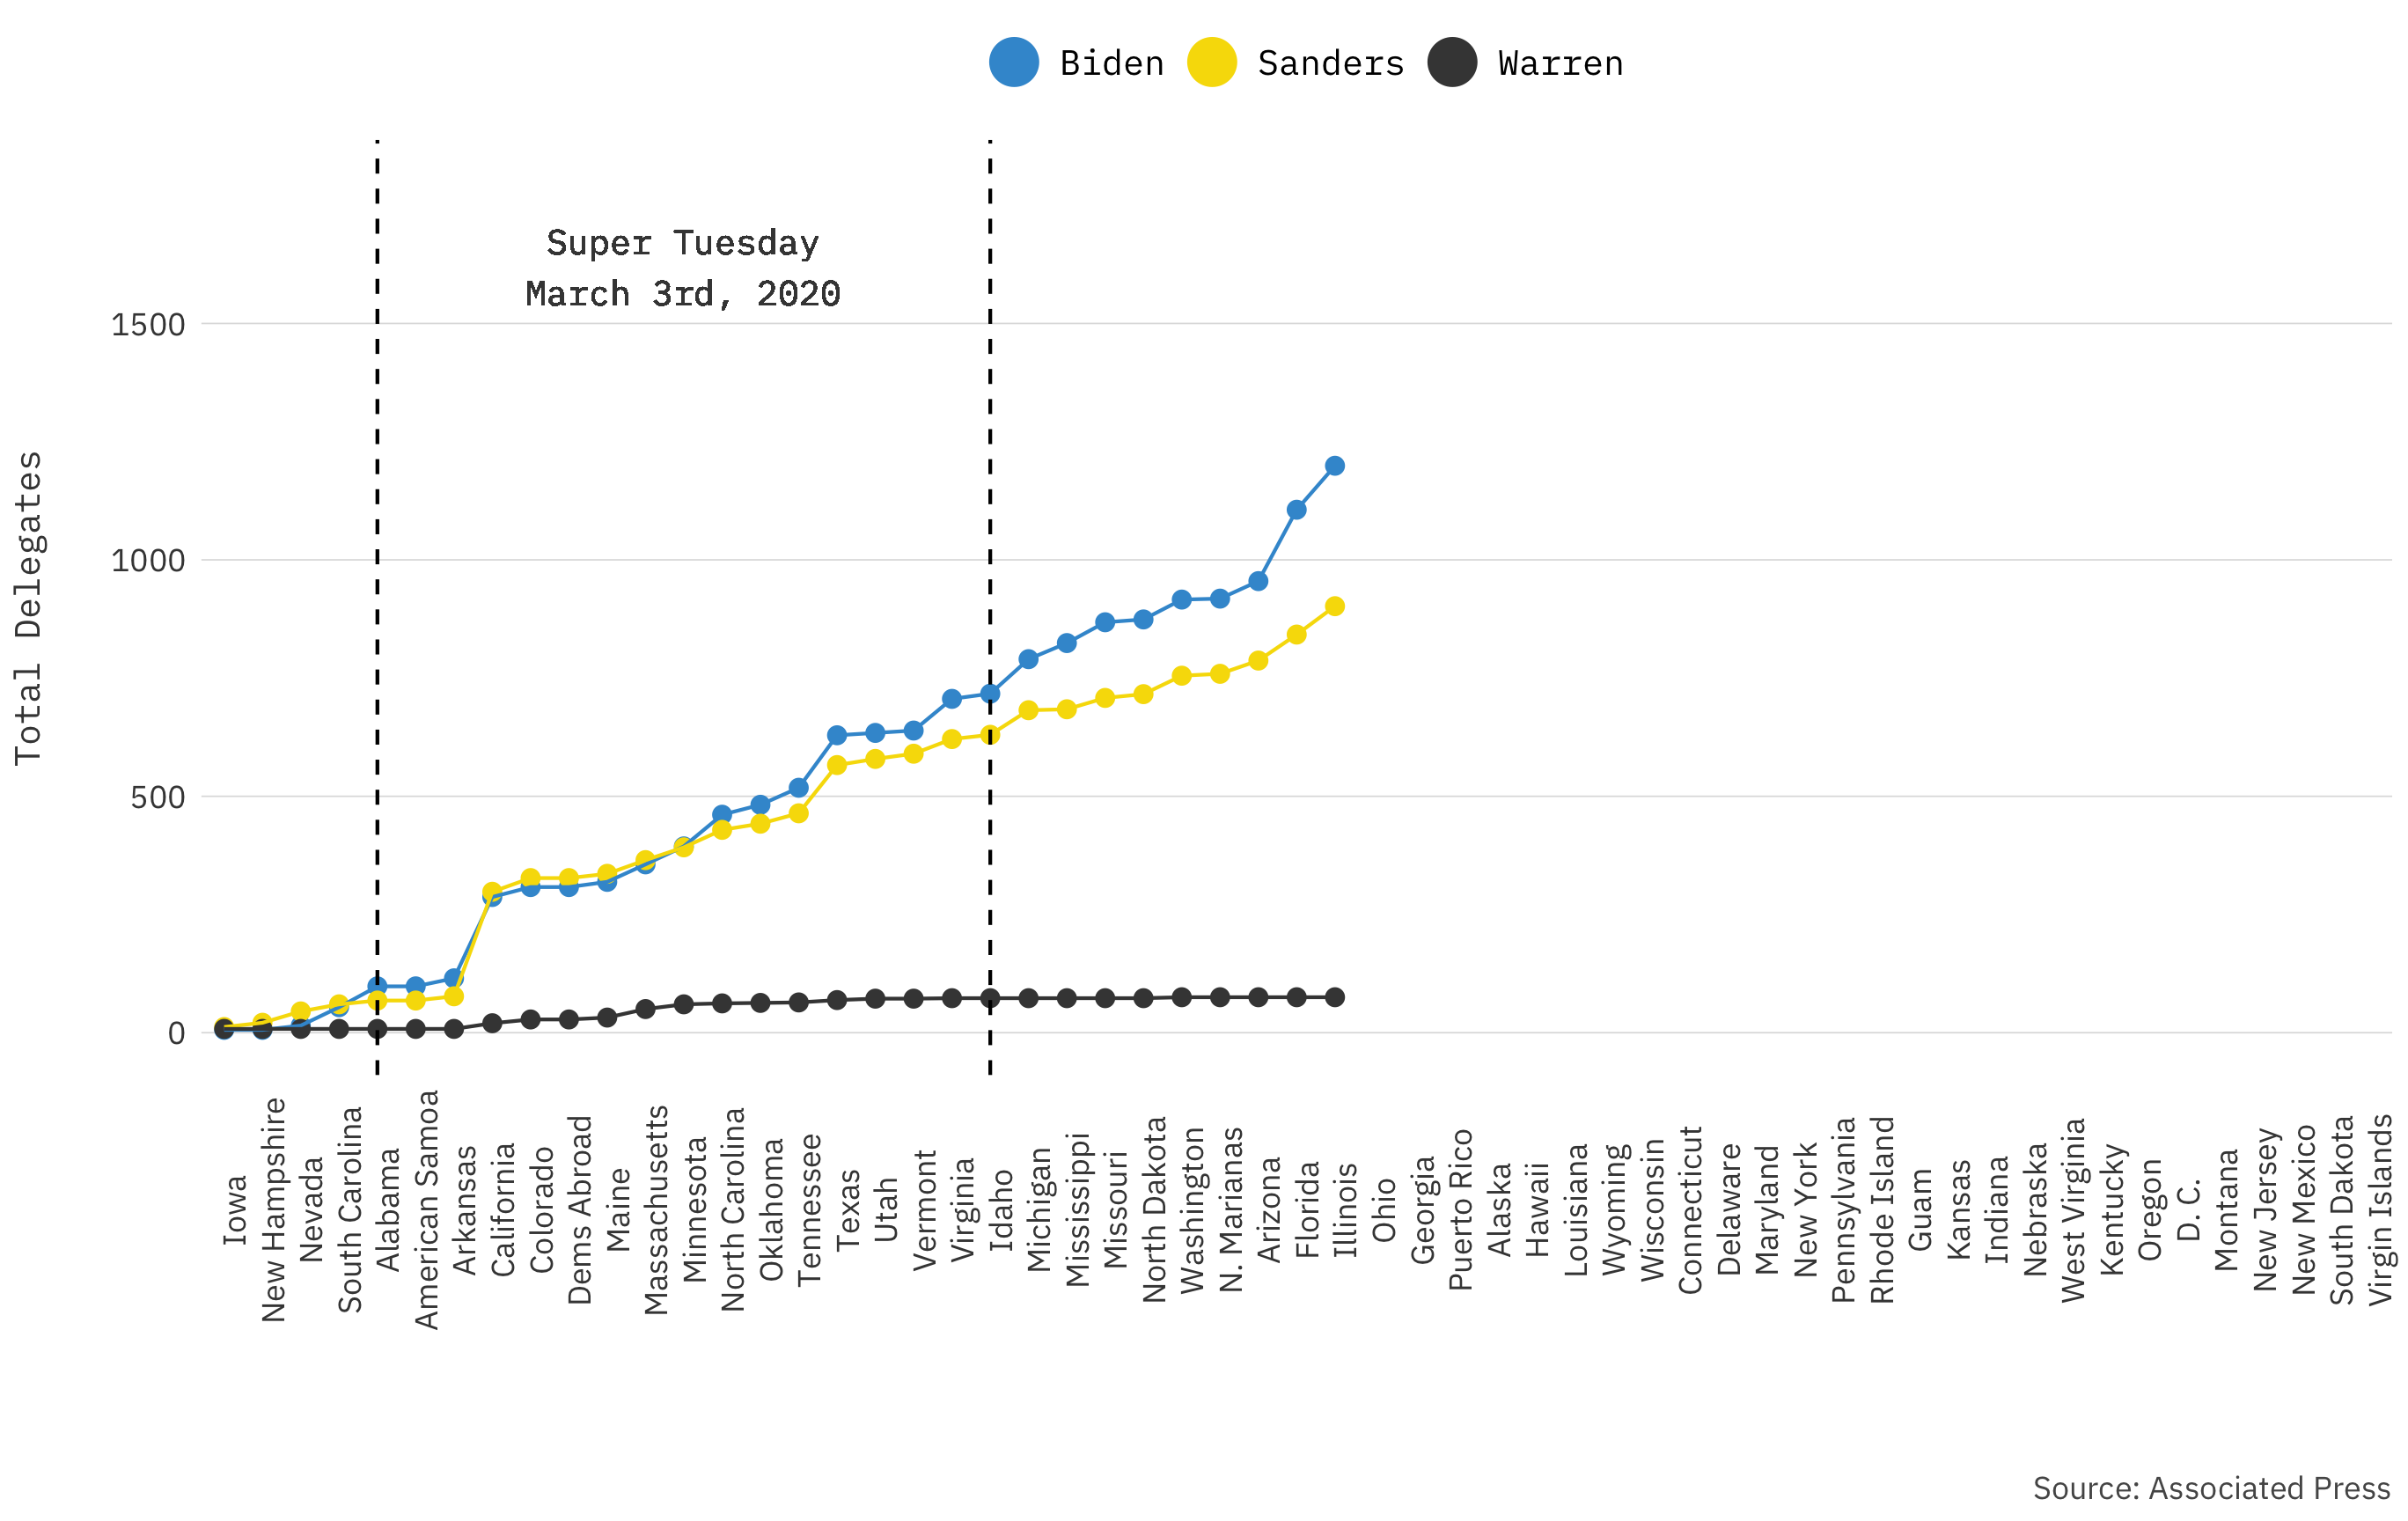 Biden Sanders Warren
Super Tuesday
March 3rd, 2020
Total Delegates
1500
1000
500
0
Iowa
New Hampshire
Nevada
South Carolina
Alabama
American Samoa
Arkansas
California
Colorado
Dems Abroad
Maine
Massachusetts
Minnesota
North Carolina
Oklahoma
Tennessee
Texas
Utah
Vermont
Virginia
Idaho
Michigan
Mississippi
Missouri
North Dakota
Washington
N. Marianas
Arizona
Florida
Illinois
Ohio
Georgia
Puerto Rico
Alaska
Hawaii
Louisiana
Wyoming
Wisconsin
Connecticut
Delaware
Maryland
New York
Pennsylvania
Rhode Island
Guam
Kansas
Indiana
Nebraska
West Virginia
Kentucky
Oregon
D. C.
Montana
New Jersey
New Mexico
South Dakota
Virgin Islands
Source: Associated Press